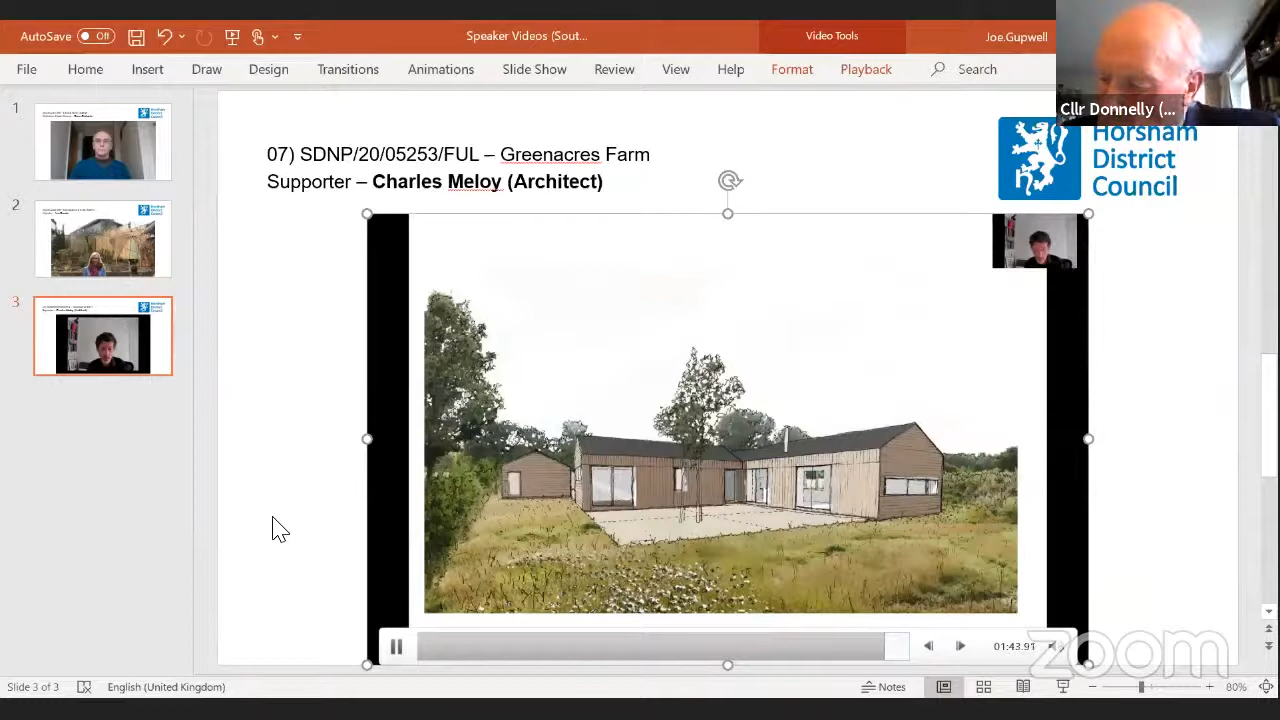 AutoSave Off
Speaker Videos (Sout...
Video Tools
Joe.Gupwell
File Home Insert Draw Design Transitions Animations Slide Show Review View Help Format Playback Search
Cllr Donnelly (...
1
2
3
07) SDNP/20/05253/FUL – Greenacres Farm
Supporter – Charles Meloy (Architect)
Horsham
District
Council
01:43.91
zoom
Slide 3 of 3 English (United Kingdom) Notes 80%